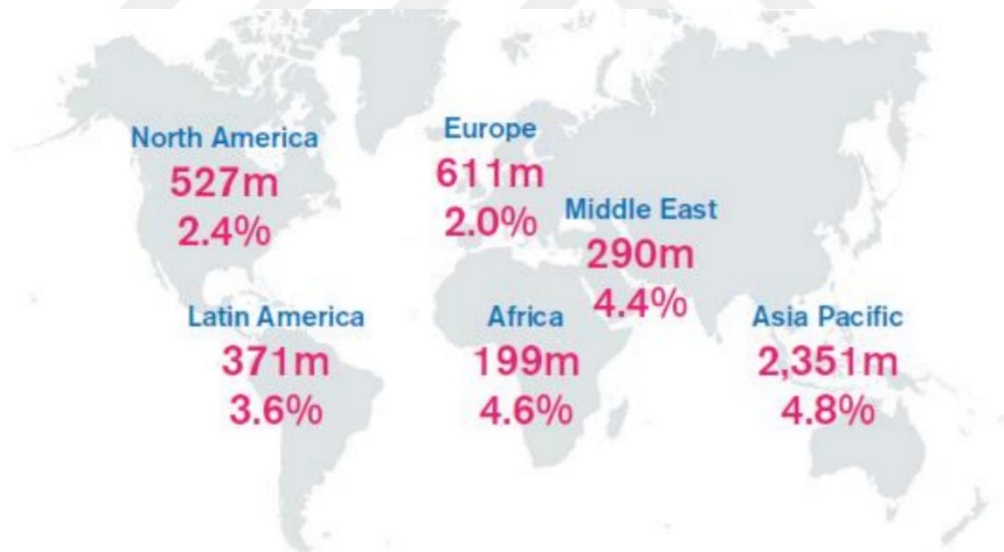 North America
527m
2.4%
Europe
611m
2.0%
Middle East
290m
4.4%
Latin America
371m
3.6%
Africa
199m
4.6%
Asia Pacific
2,351m
4.8%